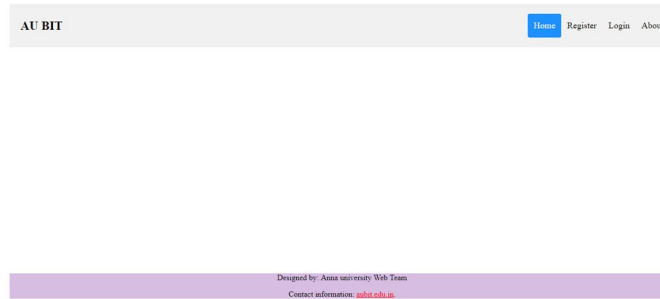 AU BIT
Home Register Login Abou
Designed by: Anna university Web Team
Contact information: aubit.edu.in.